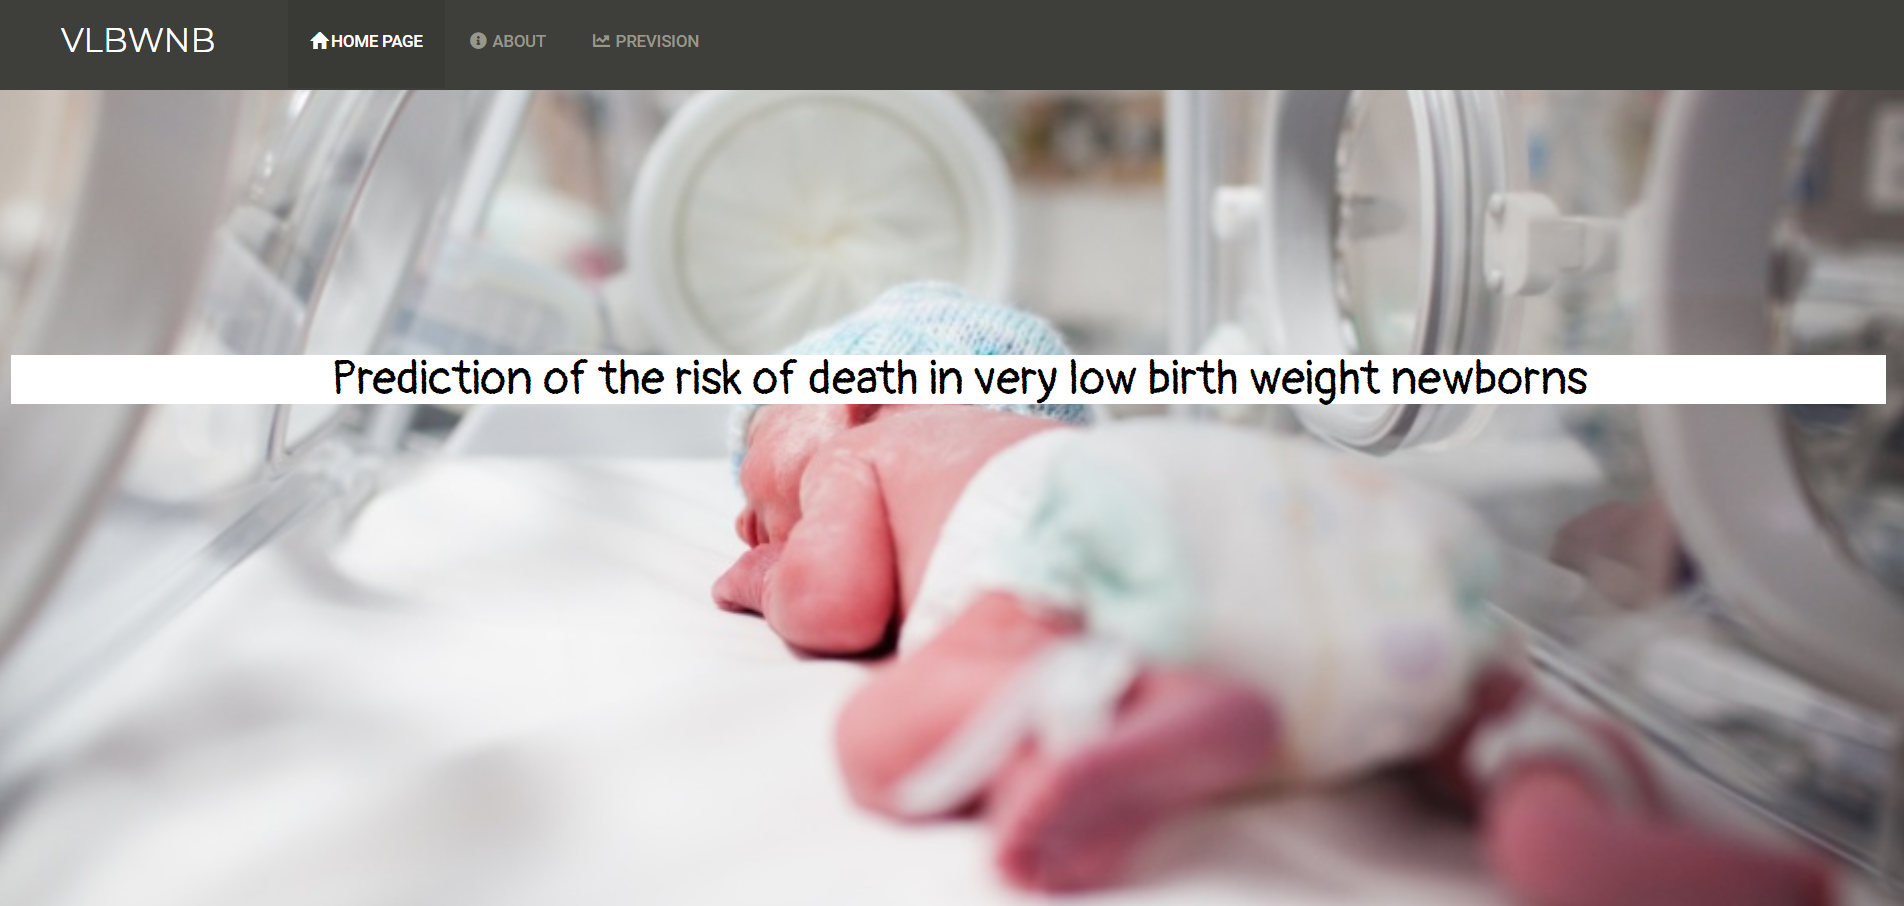 VLBWNB
HOME PAGE
ABOUT
PREVISION
Prediction of the risk of death in very low birth weight newborns